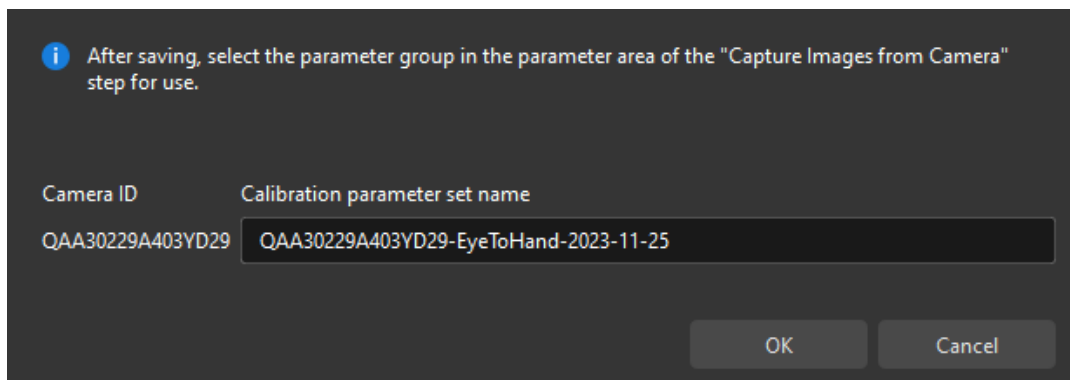 After saving, select the parameter group in the parameter area of the "Capture Images from Camera"
step for use.
Camera ID Calibration parameter set name
QAA30229A403YD29 QAA30229A403YD29-EyeToHand-2023-11-25
OK Cancel